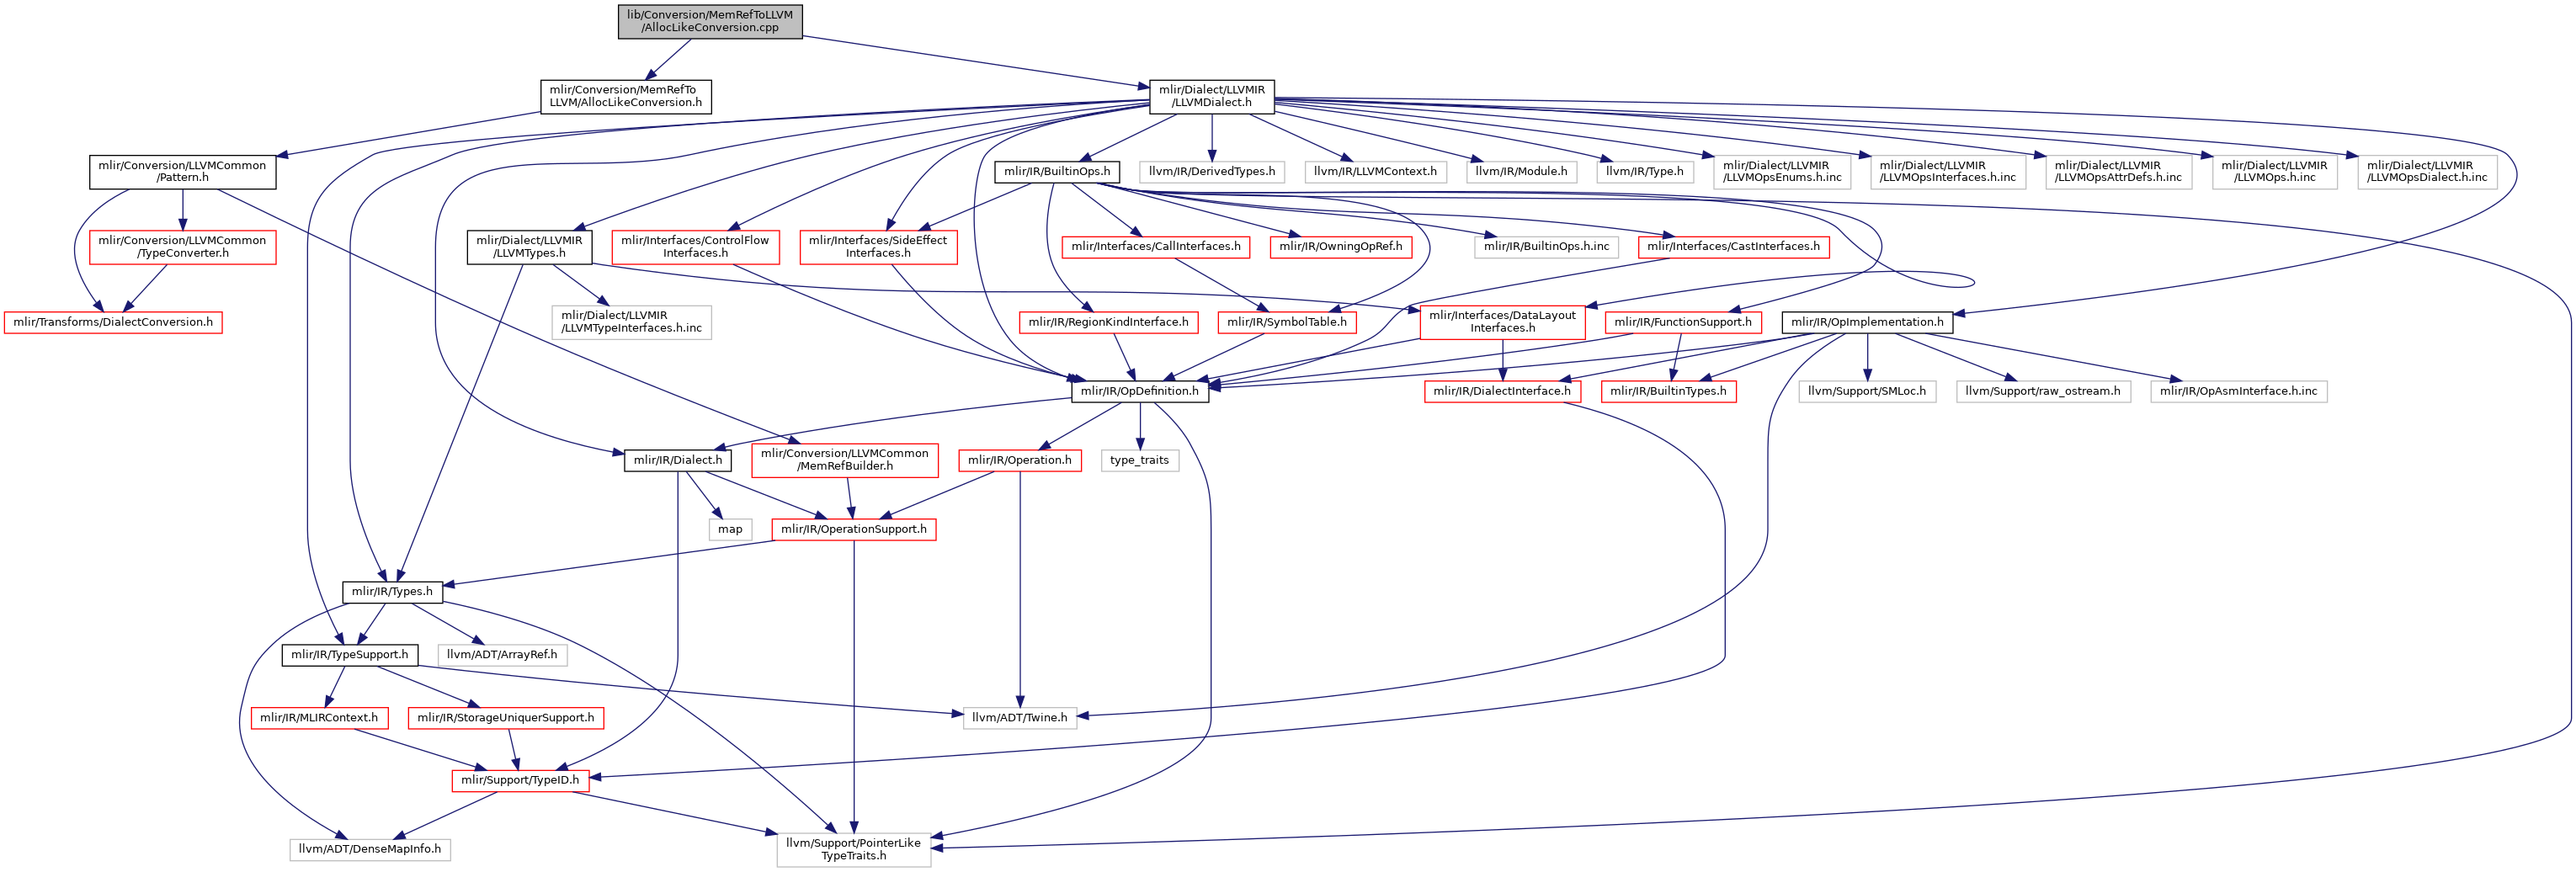 lib/Conversion/MemRefToLLVM
/AllocLikeConversion.cpp
mlir/Conversion/MemRefTo
LLVM/AllocLikeConversion.h
mlir/Dialect/LLVMIR
/LLVMDialect.h
mlir/Conversion/LLVMCommon
/Pattern.h
mlir/IR/BuiltinOps.h
llvm/IR/DerivedTypes.h
llvm/IR/LLVMContext.h
llvm/IR/Module.h
llvm/IR/Type.h
mlir/Dialect/LLVMIR
/LLVMOpsEnums.h.inc
mlir/Dialect/LLVMIR
/LLVMOpsInterfaces.h.inc
mlir/Dialect/LLVMIR
/LLVMOpsAttrDefs.h.inc
mlir/Dialect/LLVMIR
/LLVMOps.h.inc
mlir/Dialect/LLVMIR
/LLVMOpsDialect.h.inc
mlir/Conversion/LLVMCommon
/TypeConverter.h
mlir/Dialect/LLVMIR
/LLVMTypes.h
mlir/Interfaces/ControlFlow
Interfaces.h
mlir/Interfaces/SideEffect
Interfaces.h
mlir/Interfaces/CallInterfaces.h
mlir/IR/OwningOpRef.h
mlir/IR/BuiltinOps.h.inc
mlir/Interfaces/CastInterfaces.h
mlir/Transforms/DialectConversion.h
mlir/Dialect/LLVMIR
/LLVMTypeInterfaces.h.inc
mlir/IR/RegionKindInterface.h
mlir/IR/SymbolTable.h
mlir/Interfaces/DataLayout
Interfaces.h
mlir/IR/FunctionSupport.h
mlir/IR/OpImplementation.h
mlir/IR/OpDefinition.h
mlir/IR/DialectInterface.h
mlir/IR/BuiltinTypes.h
llvm/Support/SMLoc.h
llvm/Support/raw_ostream.h
mlir/IR/OpAsmInterface.h.inc
mlir/IR/Dialect.h
mlir/Conversion/LLVMCommon
/MemRefBuilder.h
mlir/IR/Operation.h
type_traits
map
mlir/IR/OperationSupport.h
mlir/IR/Types.h
mlir/IR/TypeSupport.h
llvm/ADT/ArrayRef.h
mlir/IR/MLIRContext.h
mlir/IR/StorageUniquerSupport.h
llvm/ADT/Twine.h
mlir/Support/TypeID.h
llvm/ADT/DenseMapInfo.h
llvm/Support/PointerLike
TypeTraits.h